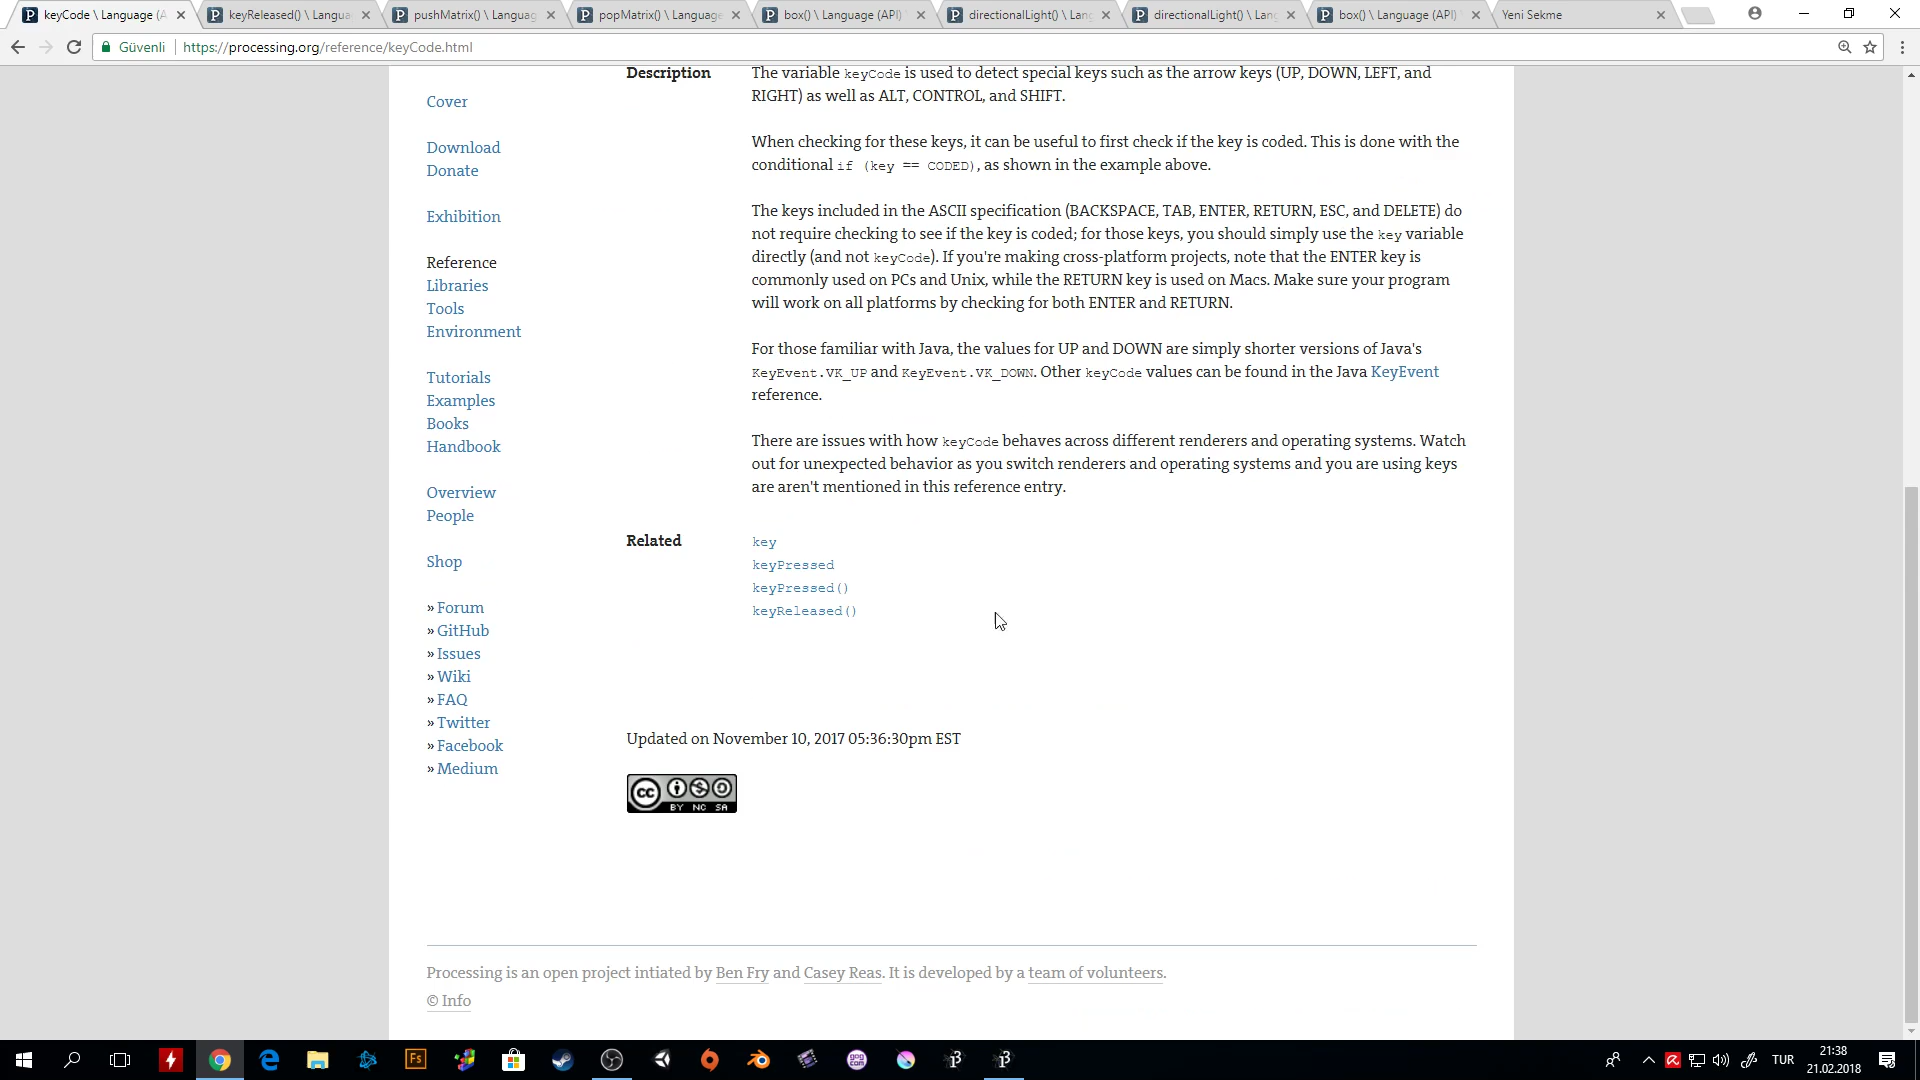 keyCode \ Language (A
keyReleased() \ Langua
pushMatrix() \ Languag
popMatrix() \ Language
box() \ Language (API)
directionalLight() \ Lan
directionalLight() \ Lan
box() \ Language (API)
Yeni Sekme
Güvenli
https://processing.org/reference/keyCode.html
Cover
Download
Donate
Exhibition
Reference
Libraries
Tools
Environment
Tutorials
Examples
Books
Handbook
Overview
People
Shop
» Forum
» GitHub
» Issues
» Wiki
» FAQ
» Twitter
» Facebook
» Medium
Description
The variable keyCode is used to detect special keys such as the arrow keys (UP, DOWN, LEFT, and
RIGHT) as well as ALT, CONTROL, and SHIFT.
When checking for these keys, it can be useful to first check if the key is coded. This is done with the
conditional if (key == CODED), as shown in the example above.
The keys included in the ASCII specification (BACKSPACE, TAB, ENTER, RETURN, ESC, and DELETE) do
not require checking to see if the key is coded; for those keys, you should simply use the key variable
directly (and not keyCode). If you're making cross-platform projects, note that the ENTER key is
commonly used on PCs and Unix, while the RETURN key is used on Macs. Make sure your program
will work on all platforms by checking for both ENTER and RETURN.
For those familiar with Java, the values for UP and DOWN are simply shorter versions of Java's
KeyEvent.VK_UP and KeyEvent.VK_DOWN. Other keyCode values can be found in the Java KeyEvent
reference.
There are issues with how keyCode behaves across different renderers and operating systems. Watch
out for unexpected behavior as you switch renderers and operating systems and you are using keys
are aren't mentioned in this reference entry.
Related
key
keyPressed
keyPressed()
keyReleased()
Updated on November 10, 2017 05:36:30pm EST
cc
BY NC SA
Processing is an open project intiated by Ben Fry and Casey Reas. It is developed by a team of volunteers.
© Info
Fs
TUR
21:38
21.02.2018